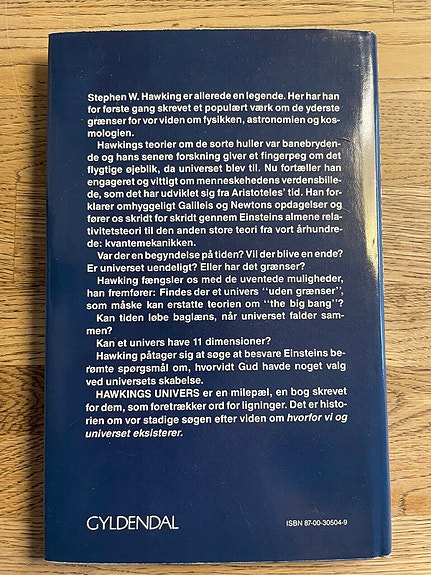 Stephen W. Hawking er allerede en legende. Her har han
for første gang skrevet et populært værk om de yderste
grænser for vor viden om fysikken, astronomien og kos-
mologien.
Hawkings teorier om de sorte huller var banebryden-
de og hans senere forskning giver et fingerpeg om det
flygtige øjeblik, da universet blev til. Nu fortæller han
engageret og vittigt om menneskehedens verdensbille-
de, som det har udviklet sig fra Aristoteles' tid. Han for-
klarer omhyggeligt Galileis og Newtons opdagelser og
fører os skridt for skridt gennem Einsteins almene rela-
tivitetsteori til den anden store teori fra vort århundre-
de: kvantemekanikken.
Var der en begyndelse på tiden? Vil der blive en ende?
Er universet uendeligt? Eller har det grænser?
Hawking fængsler os med de uventede muligheder,
han fremfører: Findes der et univers "uden grænser",
som måske kan erstatte teorien om "the big bang"?
Kan tiden løbe baglæns, når universet falder sam-
men?
Kan et univers have 11 dimensioner?
Hawking påtager sig at søge at besvare Einsteins be-
rømte spørgsmål om, hvorvidt Gud havde noget valg
ved universets skabelse.
HAWKINGS UNIVERS er en milepæl, en bog skrevet
for dem, som foretrækker ord for ligninger. Det er histo-
rien om vor stadige søgen efter viden om hvorfor vi og
universet eksisterer.
GYLDENDAL
ISBN 87-00-30504-9